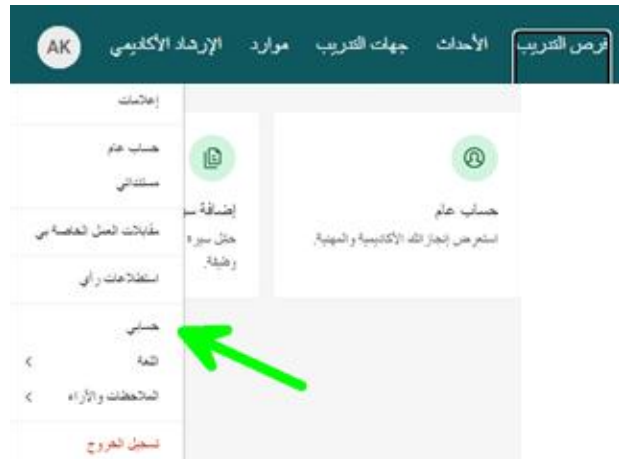 فرص التدريب الأحداث جهات التدريب موارد الإرشاد الأكاديمي AK
حساب عام
استعرض إنجازاتك الأكاديمية والمهنية.
إضافة
وظيفة.
إعلامات
حساب عام
مستنداتي
مقابلات العمل الخاصة بي
استطلاعات رأي
حسابي
اللغة
الملاحظات والآراء
تسجيل الخروج